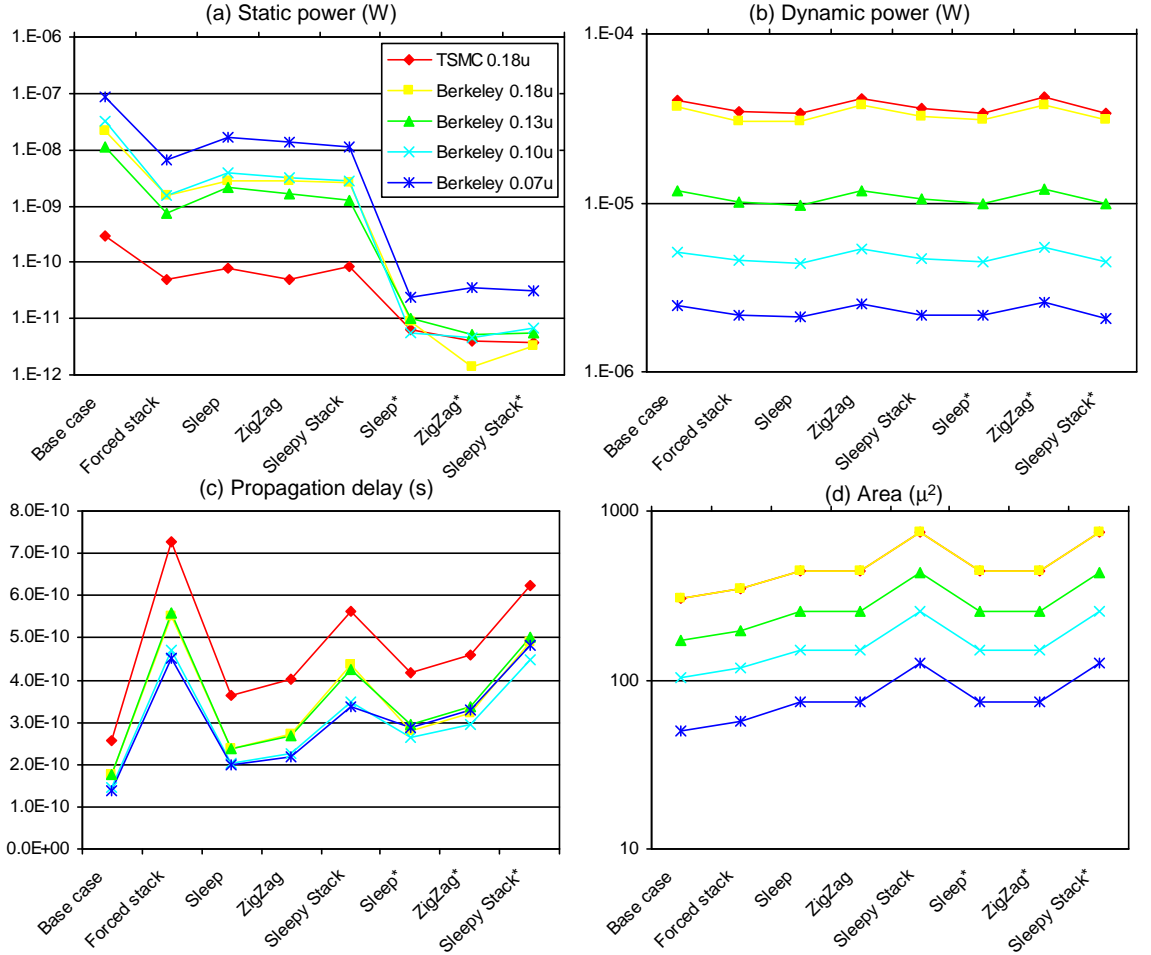 (a) Static power (W)
1.E-06
1.E-07
1.E-08
1.E-09
1.E-10
1.E-11
1.E-12
TSMC 0.18u
Berkeley 0.18u
Berkeley 0.13u
Berkeley 0.10u
Berkeley 0.07u
Base case
Forced stack
Sleep
ZigZag
Sleepy Stack
Sleep*
ZigZag*
Sleepy Stack*
(b) Dynamic power (W)
1.E-04
1.E-05
1.E-06
Base case
Forced stack
Sleep
ZigZag
Sleepy Stack
Sleep*
ZigZag*
Sleepy Stack*
(c) Propagation delay (s)
8.0E-10
7.0E-10
6.0E-10
5.0E-10
4.0E-10
3.0E-10
2.0E-10
1.0E-10
0.0E+00
Base case
Forced stack
Sleep
ZigZag
Sleepy Stack
Sleep*
ZigZag*
Sleepy Stack*
(d) Area (μ²)
1000
100
10
Base case
Forced stack
Sleep
ZigZag
Sleepy Stack
Sleep*
ZigZag*
Sleepy Stack*